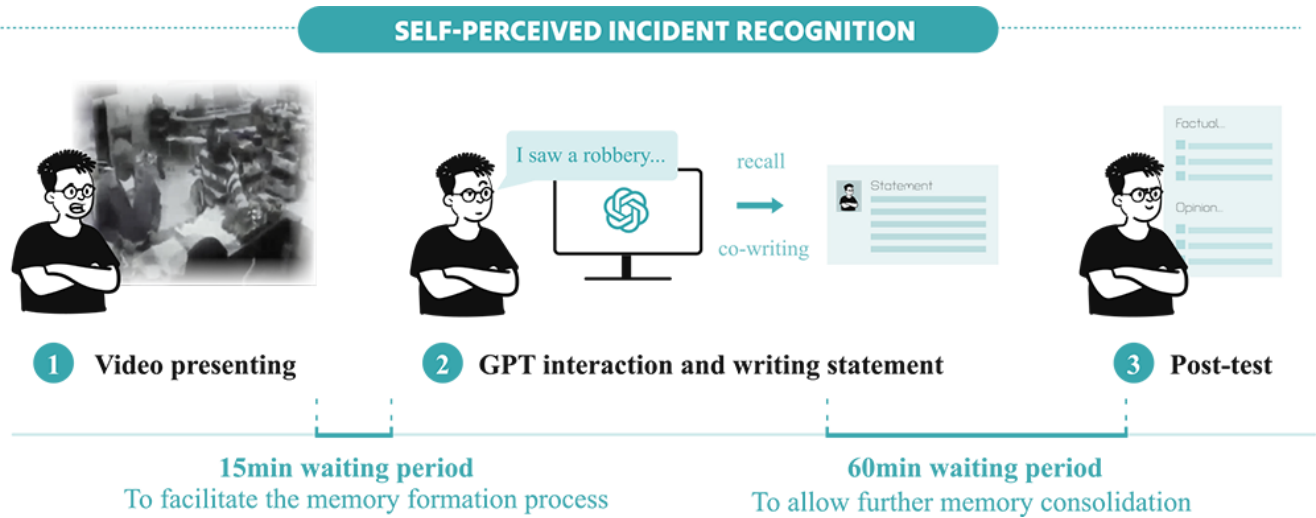 SELF-PERCEIVED INCIDENT RECOGNITION
I saw a robbery...
recall
co-writing
Statement
Factual...
Opinion...
1 Video presenting
2 GPT interaction and writing statement
3 Post-test
15min waiting period
To facilitate the memory formation process
60min waiting period
To allow further memory consolidation